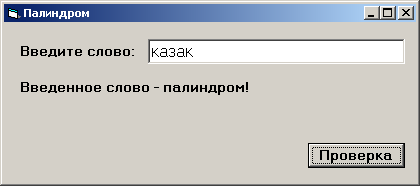 Палиндром
Введите слово: казак
Введенное слово - палиндром!
Проверка